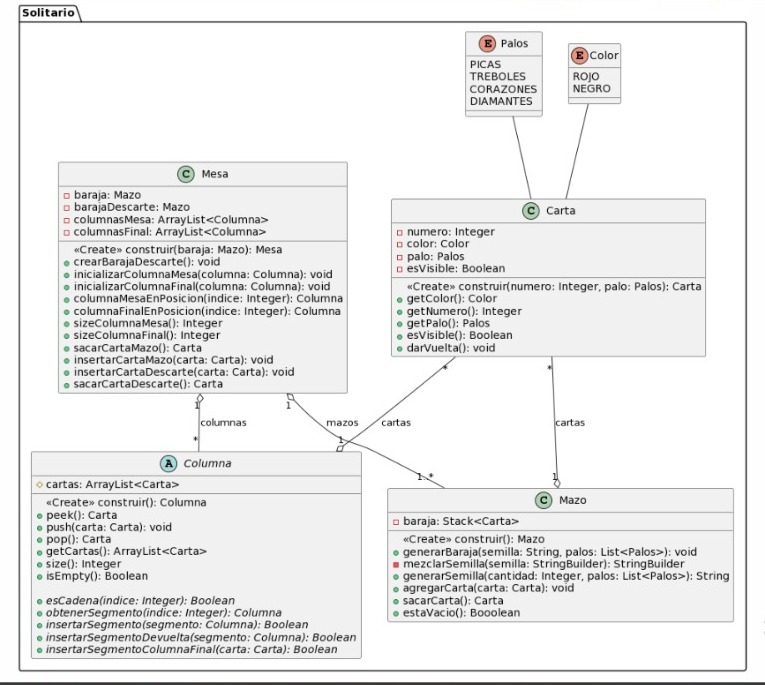 Solitario
E Palos
PICAS
TREBOLES
CORAZONES
DIAMANTES
E Color
ROJO
NEGRO
C Mesa
baraja: Mazo
barajaDescarte: Mazo
columnasMesa: ArrayList<Columna>
columnasFinal: ArrayList<Columna>
«Create» construir(baraja: Mazo): Mesa
crearBarajaDescarte(): void
inicializarColumnaMesa(columna: Columna): void
inicializarColumnaFinal(columna: Columna): void
columnaMesaEnPosicion(indice: Integer): Columna
columnaFinalEnPosicion(indice: Integer): Columna
sizeColumnaMesa(): Integer
sizeColumnaFinal(): Integer
sacarCartaMazo(): Carta
insertarCartaMazo(carta: Carta): void
insertarCartaDescarte(carta: Carta): void
sacarCartaDescarte(): Carta
C Carta
numero: Integer
color: Color
palo: Palos
esVisible: Boolean
«Create» construir(numero: Integer, palo: Palos): Carta
getColor(): Color
getNumero(): Integer
getPalo(): Palos
esVisible(): Boolean
darVuelta(): void
1
columnas
*
1
mazos
1..*
*
cartas
1
*
cartas
1
A Columna
cartas: ArrayList<Carta>
«Create» construir(): Columna
peek(): Carta
push(carta: Carta): void
pop(): Carta
getCartas(): ArrayList<Carta>
size(): Integer
isEmpty(): Boolean
esCadena(indice: Integer): Boolean
obtenerSegmento(indice: Integer): Columna
insertarSegmento(segmento: Columna): Boolean
insertarSegmentoDevuelta(segmento: Columna): Boolean
insertarSegmentoColumnaFinal(carta: Carta): Boolean
C Mazo
baraja: Stack<Carta>
«Create» construir(): Mazo
generarBaraja(semilla: String, palos: List<Palos>): void
mezclarSemilla(semilla: StringBuilder): StringBuilder
generarSemilla(cantidad: Integer, palos: List<Palos>): String
agregarCarta(carta: Carta): void
sacarCarta(): Carta
estaVacio(): Booolean